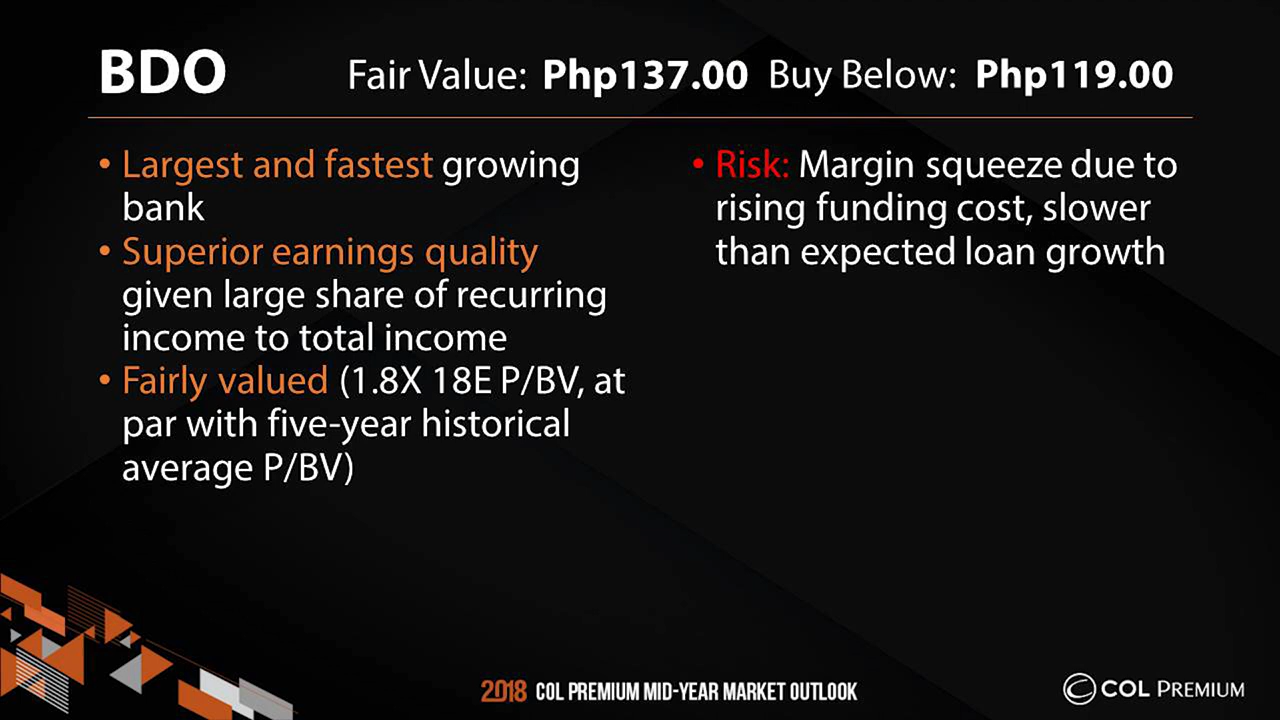 BDO Fair Value: Php137.00 Buy Below: Php119.00
• Largest and fastest growing
bank
• Superior earnings quality
given large share of recurring
income to total income
• Fairly valued (1.8X 18E P/BV, at
par with five-year historical
average P/BV)
• Risk: Margin squeeze due to
rising funding cost, slower
than expected loan growth
2018 COL PREMIUM MID-YEAR MARKET OUTLOOK
COL PREMIUM